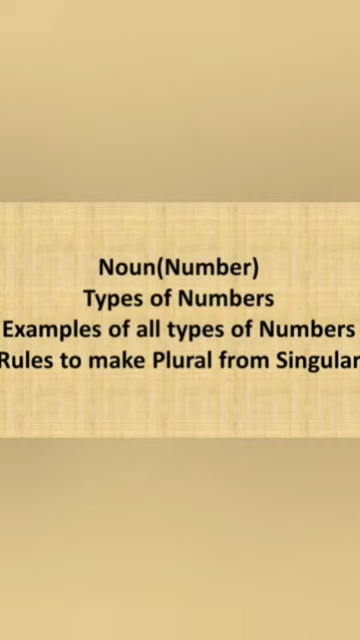 Noun(Number)
Types of Numbers
Examples of all types of Numbers
Rules to make Plural from Singular